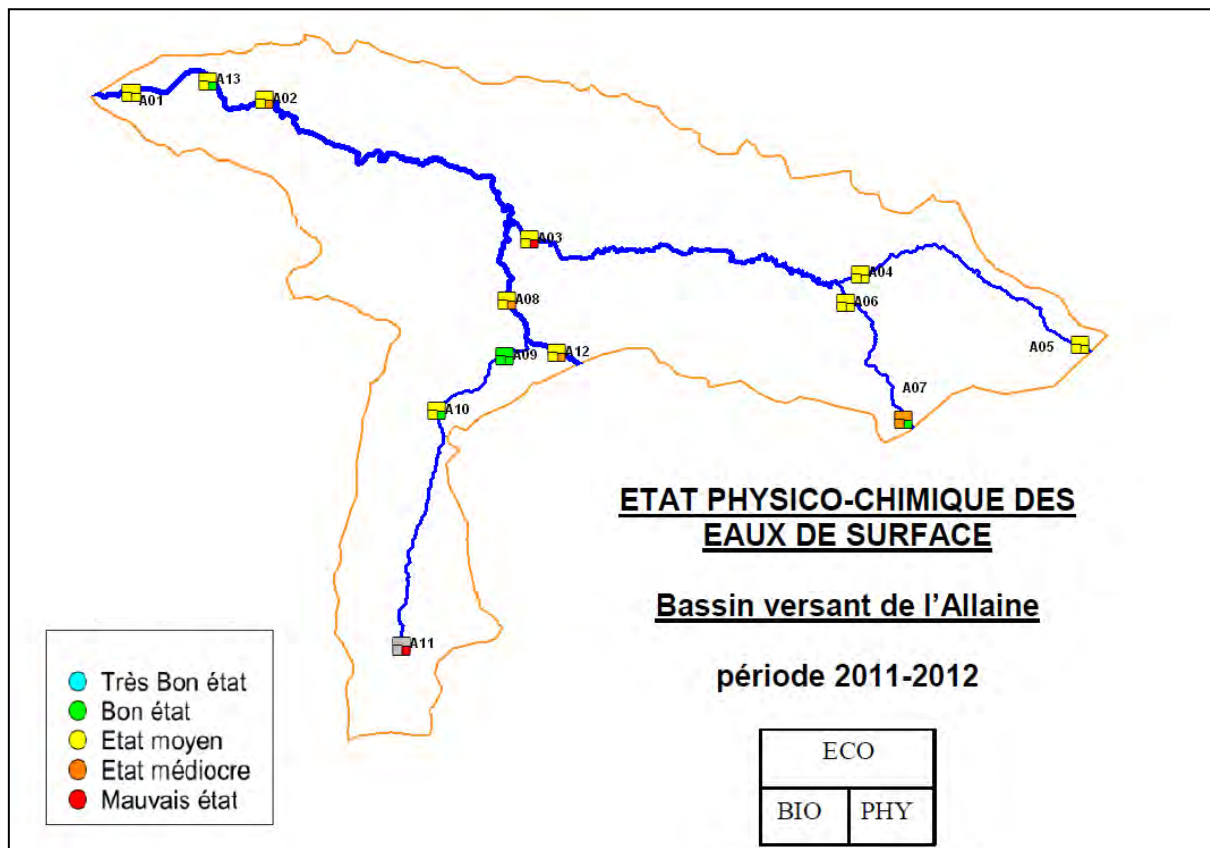 A13
A01
A02
A03
A04
A08
A06
A05
A09
A12
A07
A10
ETAT PHYSICO-CHIMIQUE DES
EAUX DE SURFACE
Bassin versant de l'Allaine
A11
période 2011-2012
Très Bon état
Bon état
Etat moyen
Etat médiocre
Mauvais état
ECO
BIO PHY